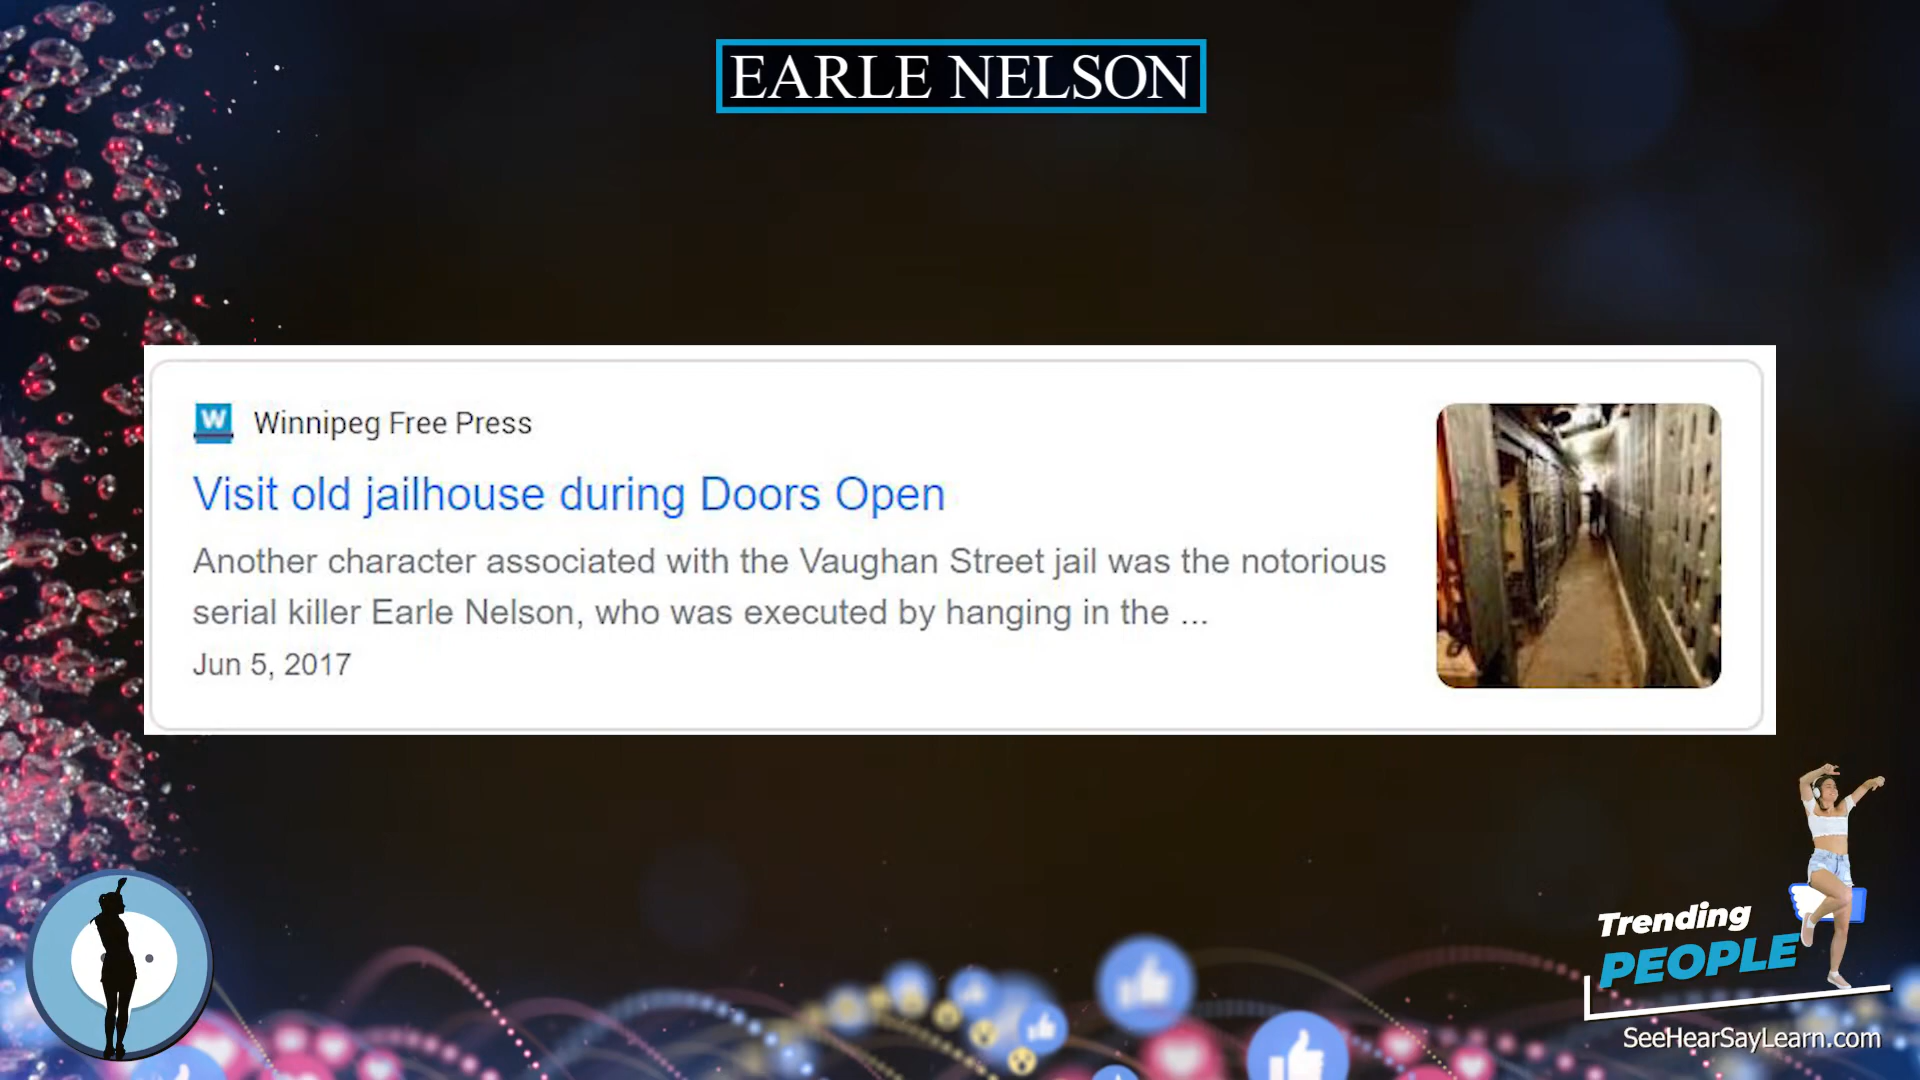 EARLE NELSON
W Winnipeg Free Press
Visit old jailhouse during Doors Open
Another character associated with the Vaughan Street jail was the notorious
serial killer Earle Nelson, who was executed by hanging in the ...
Jun 5, 2017
Trending
PEOPLE
SeeHearSayLearn.com